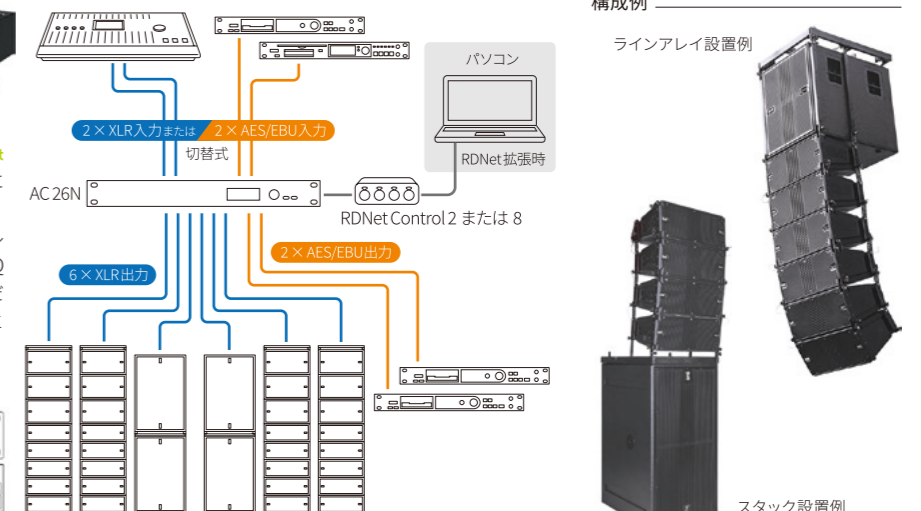 構成例
ラインアレイ設置例
パソコン
2×XLR入力または 2×AES/EBU入力
切替式
RDNet拡張時
AC 26N
RDNet Control 2 または 8
2×AES/EBU出力
6×XLR出力
スタック設置例